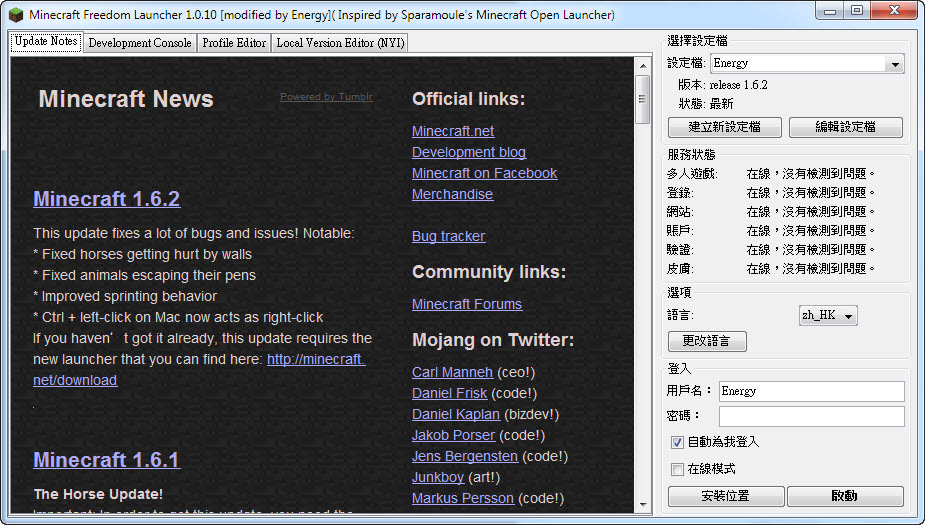 Minecraft Freedom Launcher 1.0.10 [modified by Energy]( Inspired by Sparamoule's Minecraft Open Launcher)
Update Notes Development Console Profile Editor Local Version Editor (NYI)
Minecraft News
Powered by Tumblr
Minecraft 1.6.2
This update fixes a lot of bugs and issues! Notable:
* Fixed horses getting hurt by walls
* Fixed animals escaping their pens
* Improved sprinting behavior
* Ctrl + left-click on Mac now acts as right-click
If you haven't got it already, this update requires the
new launcher that you can find here: http://minecraft.
net/download
.
Minecraft 1.6.1
The Horse Update!
Important: In order to get this update, you need the
Official links:
Minecraft.net
Development blog
Minecraft on Facebook
Merchandise
Bug tracker
Community links:
Minecraft Forums
Mojang on Twitter:
Carl Manneh (ceo!)
Daniel Frisk (code!)
Daniel Kaplan (bizdev!)
Jakob Porser (code!)
Jens Bergensten (code!)
Junkboy (art!)
Markus Persson (code!)
選擇設定檔
設定檔: Energy
版本: release 1.6.2
狀態: 最新
建立新設定檔 編輯設定檔
服務狀態
多人遊戲: 在線，沒有檢測到問題。
登錄: 在線，沒有檢測到問題。
網站: 在線，沒有檢測到問題。
賬戶: 在線，沒有檢測到問題。
驗證: 在線，沒有檢測到問題。
皮膚: 在線，沒有檢測到問題。
選項
語言: zh_HK
更改語言
登入
用戶名： Energy
密碼：
自動為我登入
在線模式
安裝位置 啟動